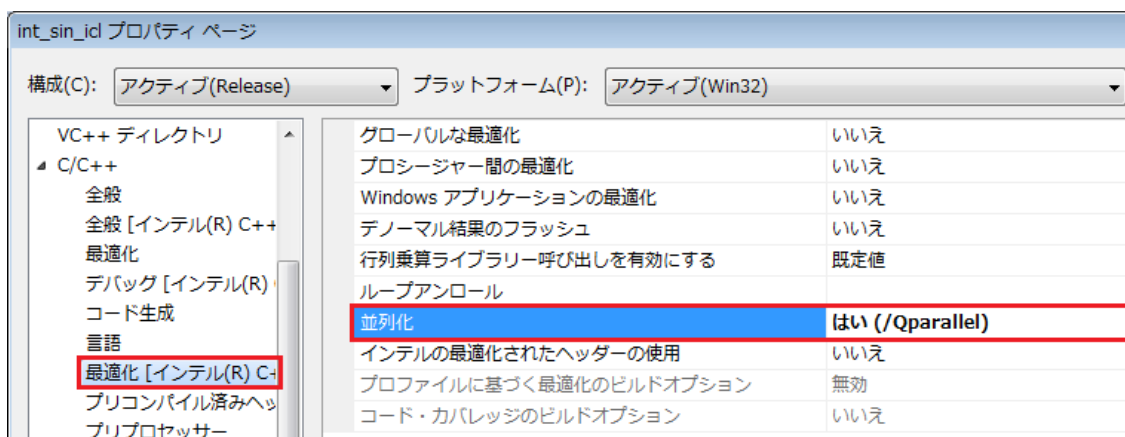 int_sin_icl プロパティ ページ
構成(C): アクティブ(Release) プラットフォーム(P): アクティブ(Win32)
VC++ ディレクトリ
C/C++
全般
全般 [インテル(R) C++
最適化
デバッグ [インテル(R)
コード生成
言語
最適化 [インテル(R) C+
プリコンパイル済みヘッ
プリプロセッサー
グローバルな最適化 いいえ
プロシージャー間の最適化 いいえ
Windows アプリケーションの最適化 いいえ
デノーマル結果のフラッシュ いいえ
行列乗算ライブラリー呼び出しを有効にする 既定値
ループアンロール
並列化 はい (/Qparallel)
インテルの最適化されたヘッダーの使用 いいえ
プロファイルに基づく最適化のビルドオプション 無効
コード・カバレッジのビルドオプション いいえ